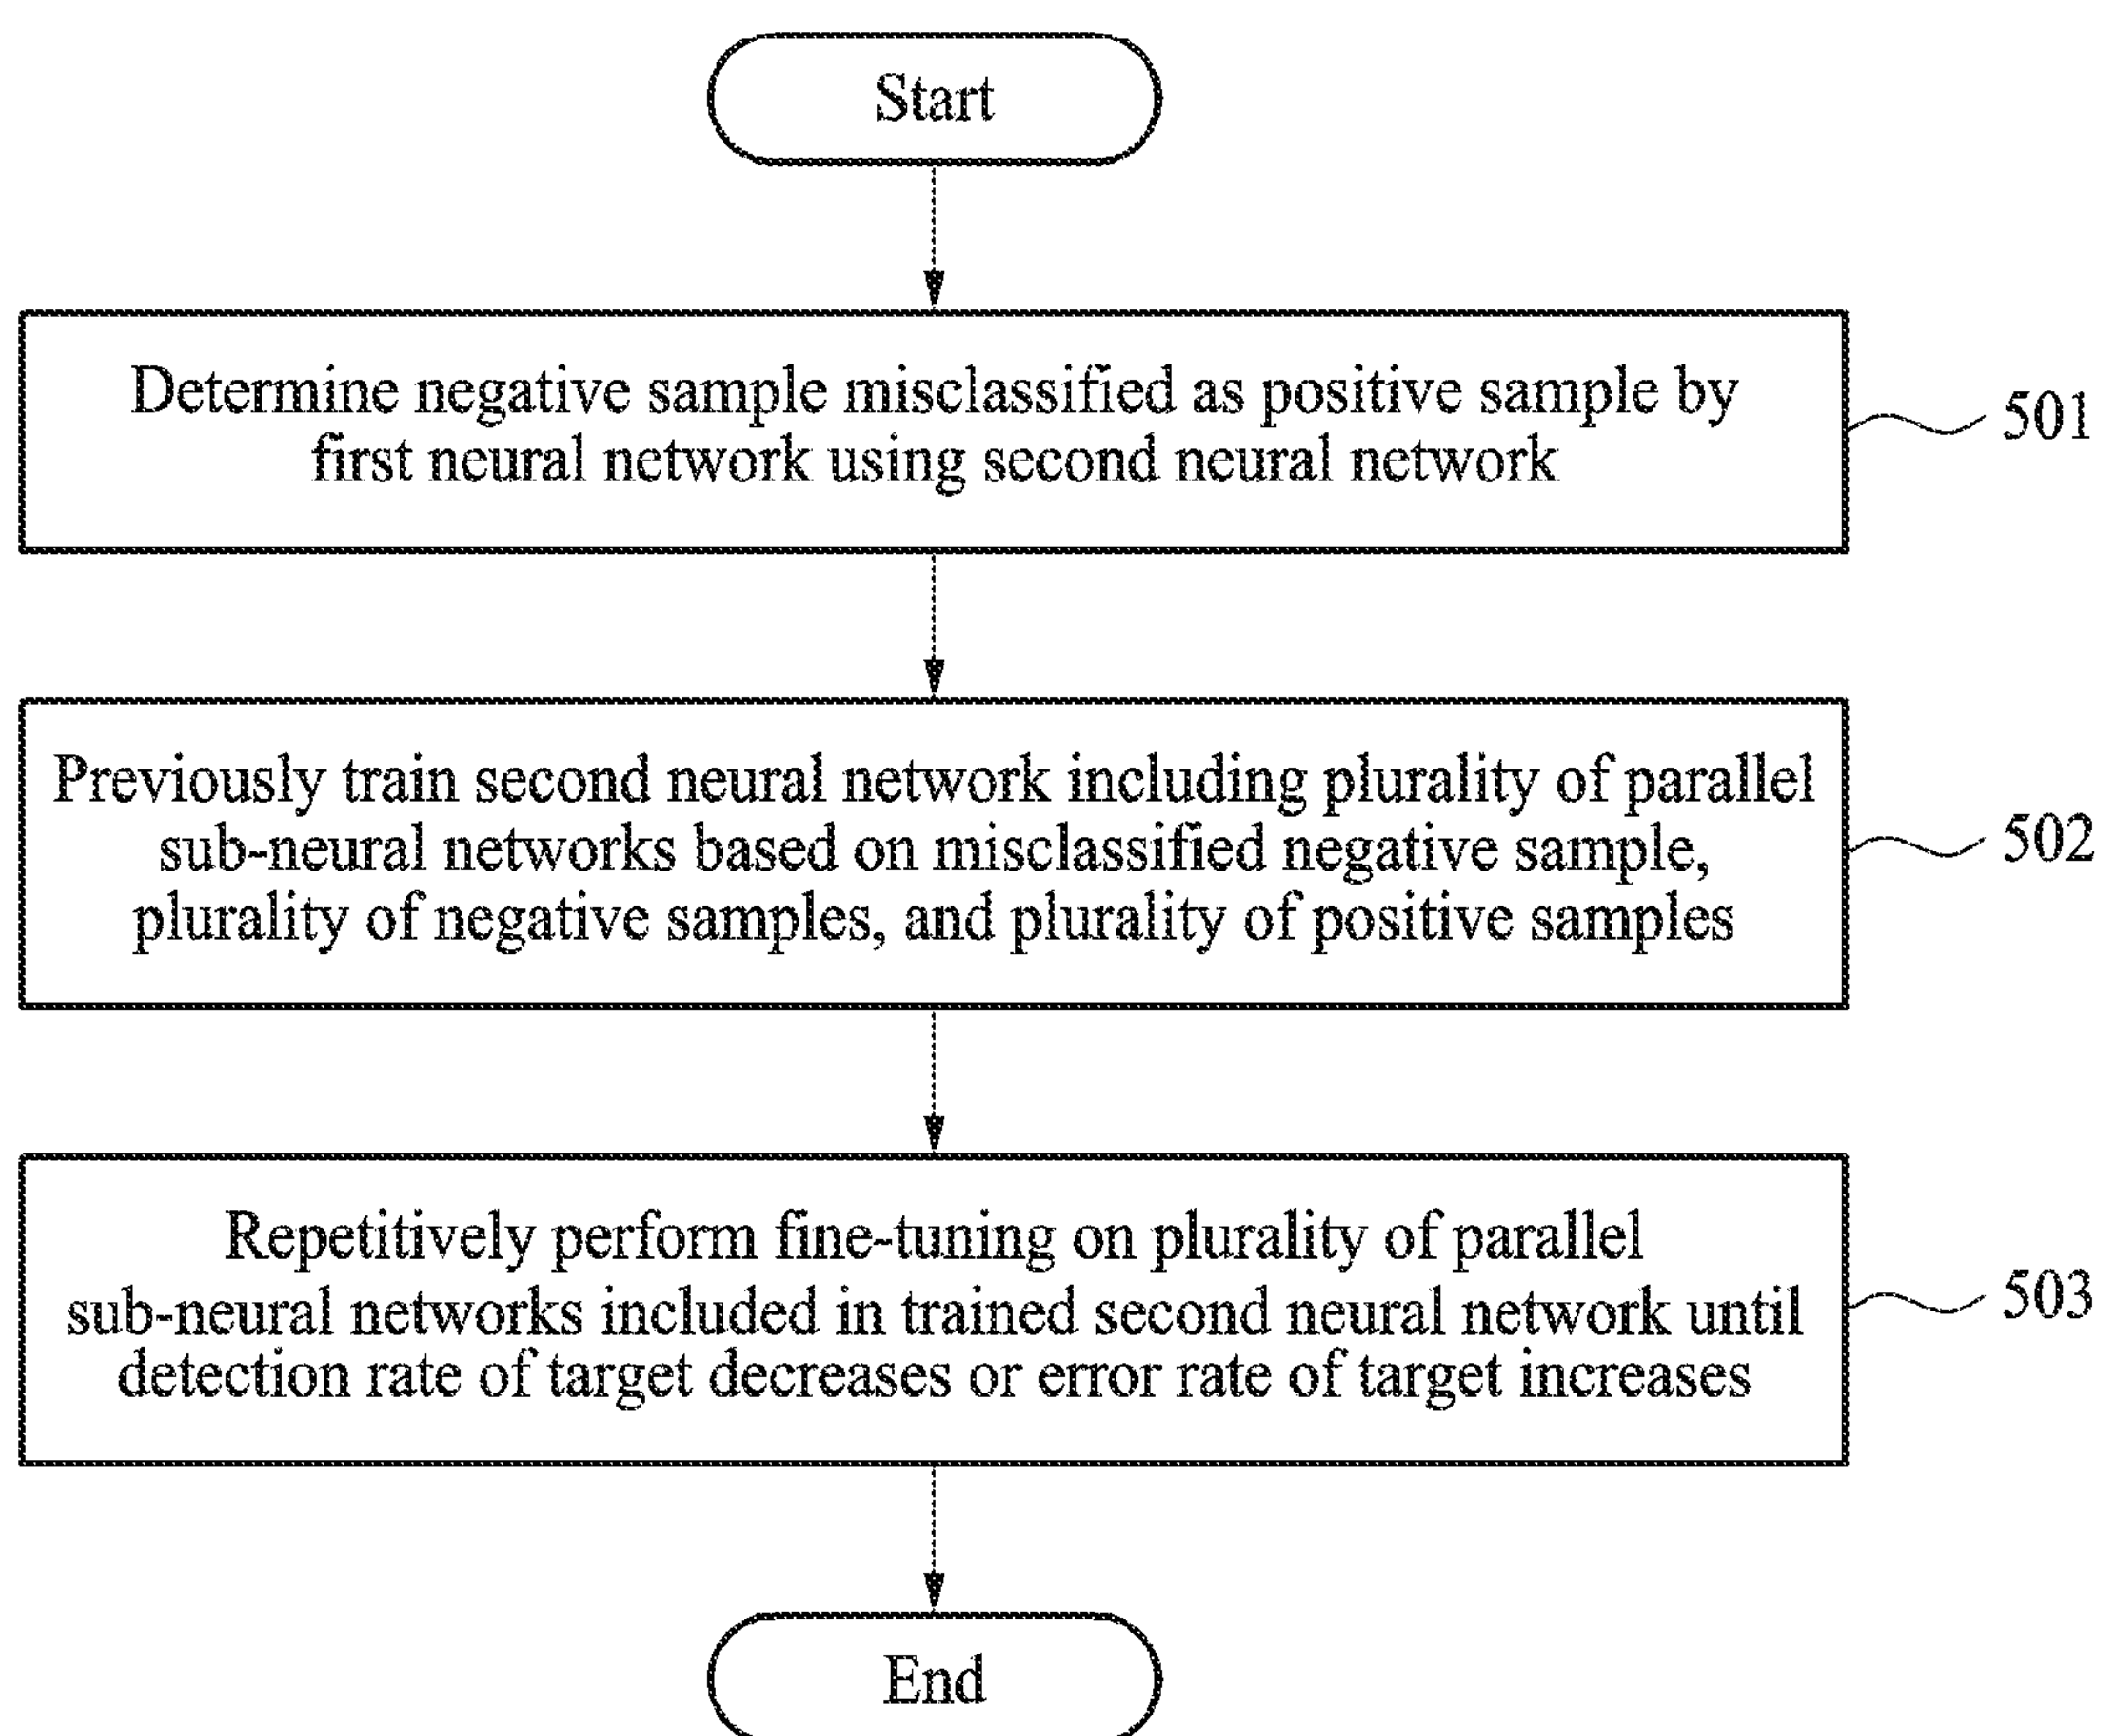 Start
Determine negative sample misclassified as positive sample by
first neural network using second neural network
501
Previously train second neural network including plurality of parallel
sub-neural networks based on misclassified negative sample,
plurality of negative samples, and plurality of positive samples
502
Repetitively perform fine-tuning on plurality of parallel
sub-neural networks included in trained second neural network until
detection rate of target decreases or error rate of target increases
503
End